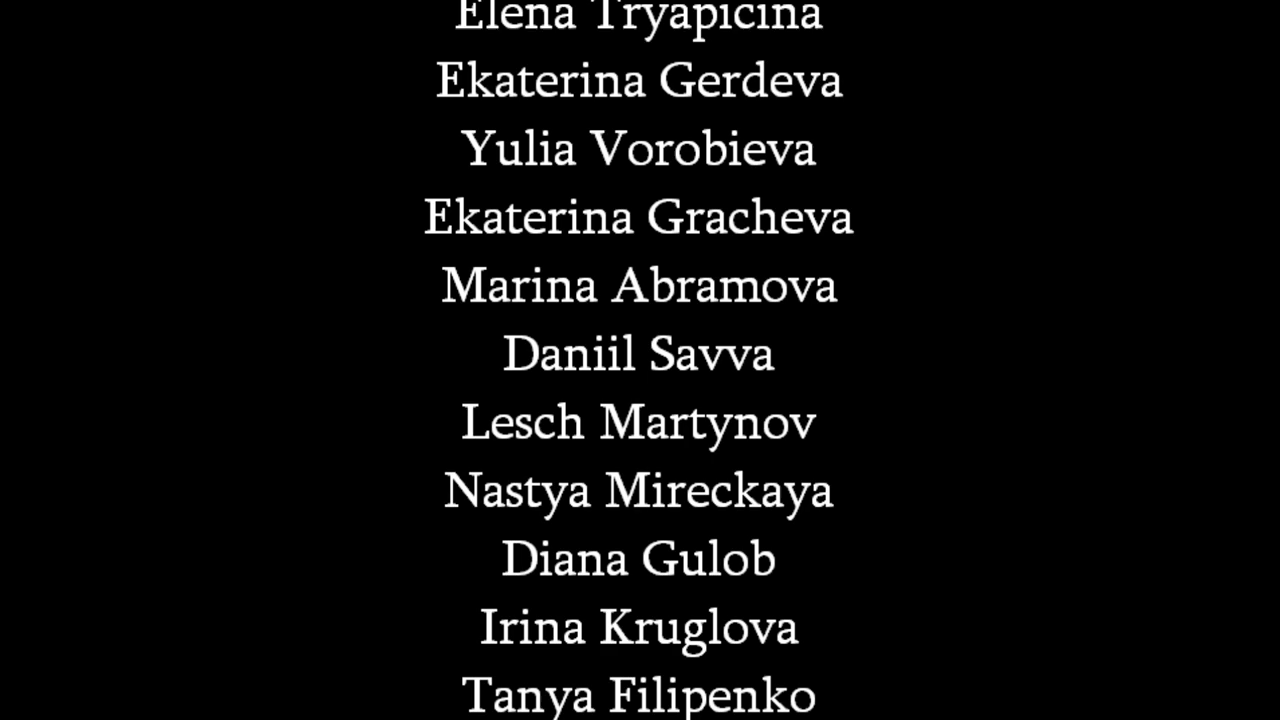 Elena Tryapicina
Ekaterina Gerdeva
Yulia Vorobieva
Ekaterina Gracheva
Marina Abramova
Daniil Savva
Lesch Martynov
Nastya Mireckaya
Diana Gulob
Irina Kruglova
Tanya Filipenko